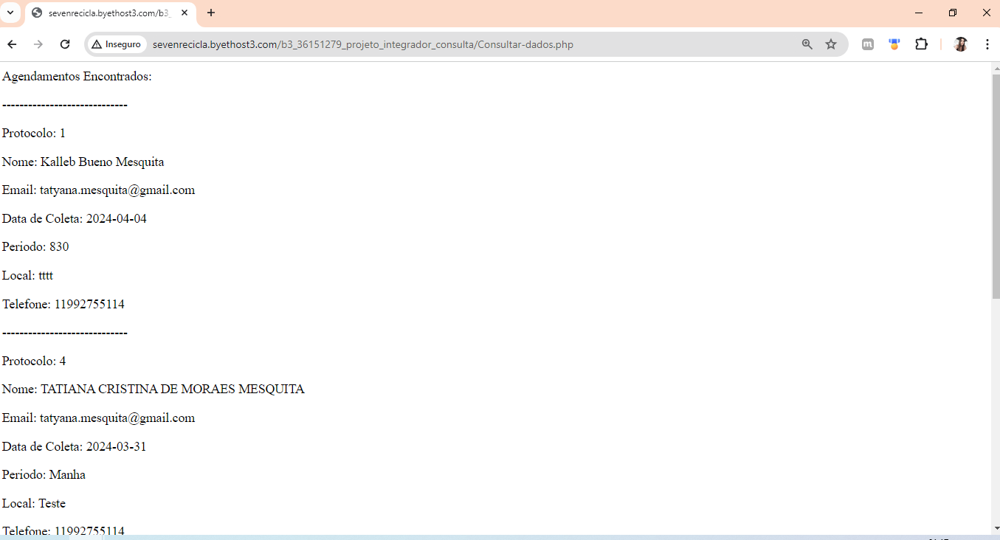 sevenrecicla.byethost3.com/b3_
Inseguro
sevenrecicla.byethost3.com/b3_36151279_projeto_integrador_consulta/Consultar-dados.php
m
Agendamentos Encontrados:
-----------------------------
Protocolo: 1
Nome: Kalleb Bueno Mesquita
Email: tatyana.mesquita@gmail.com
Data de Coleta: 2024-04-04
Periodo: 830
Local: tttt
Telefone: 11992755114
-----------------------------
Protocolo: 4
Nome: TATIANA CRISTINA DE MORAES MESQUITA
Email: tatyana.mesquita@gmail.com
Data de Coleta: 2024-03-31
Periodo: Manha
Local: Teste
Telefone: 11992755114